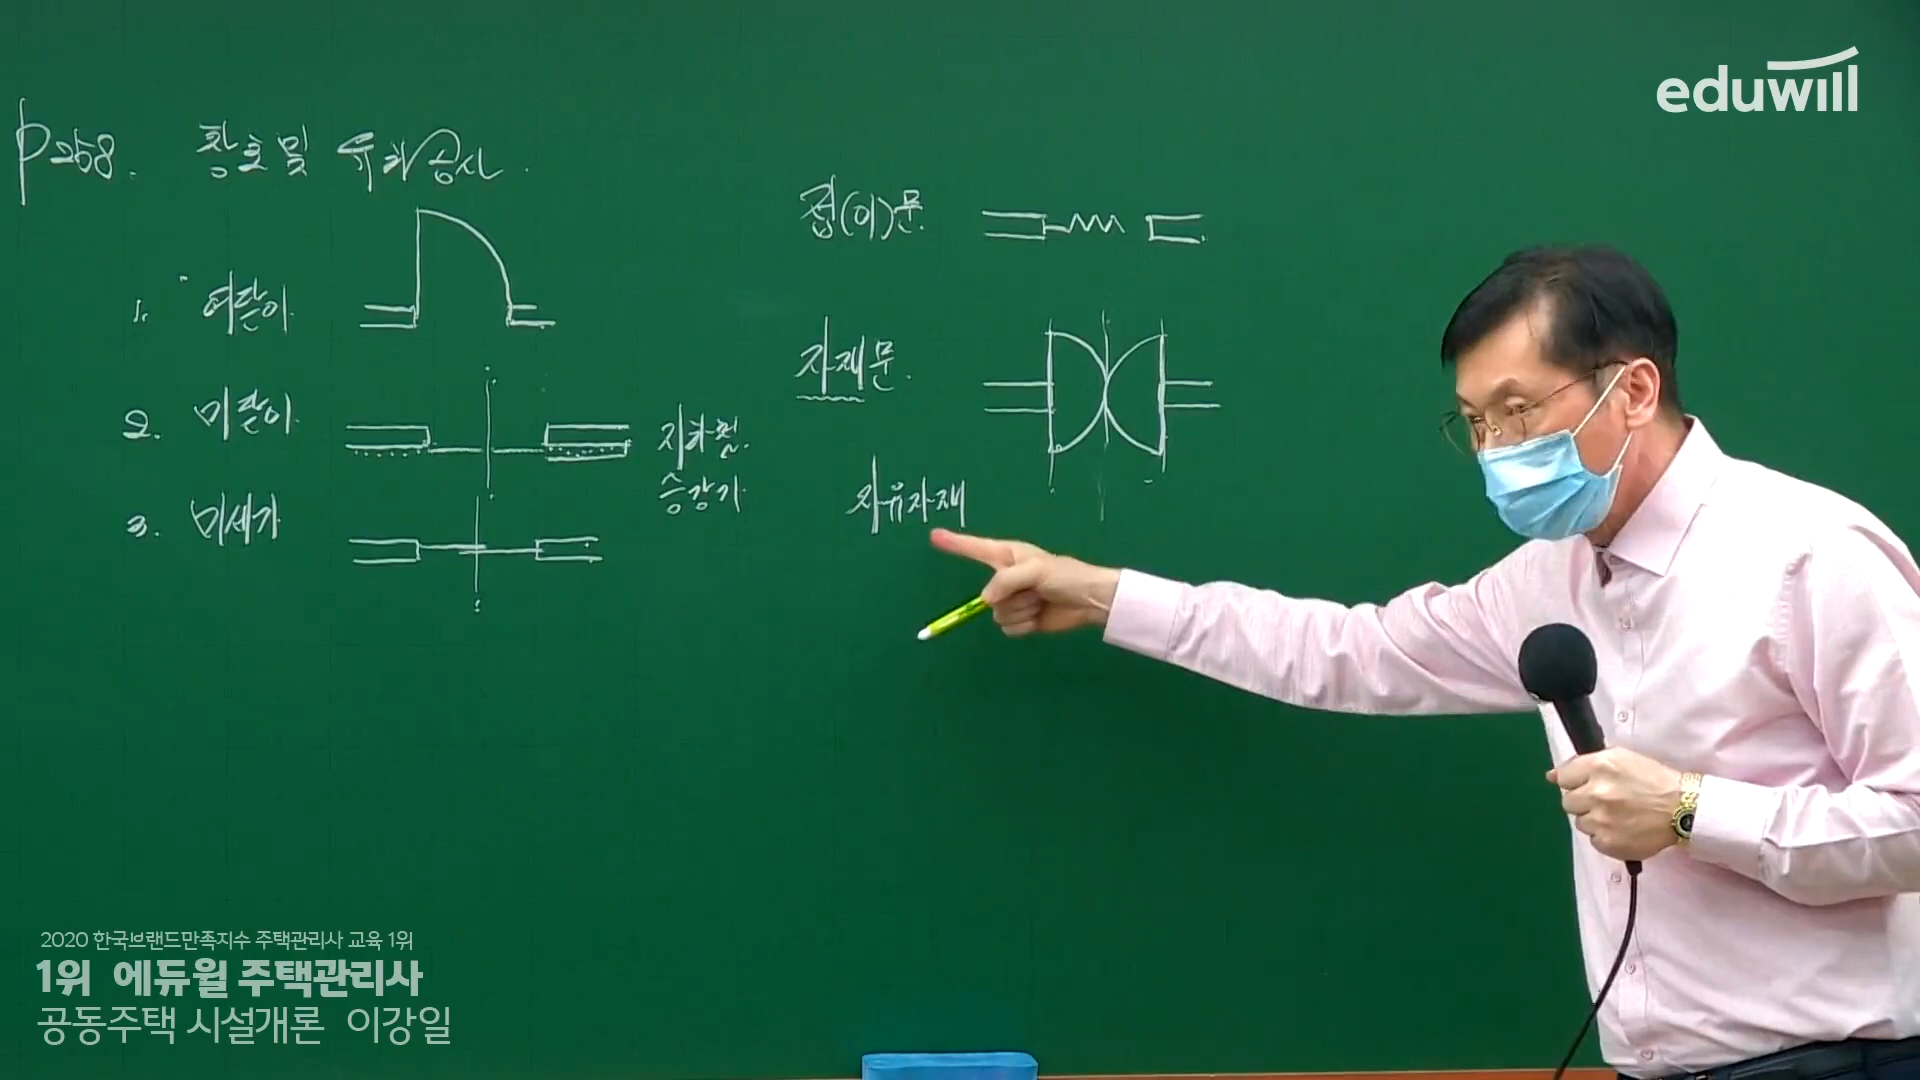 eduwill
P258. 창호 및 유리공사.
1. 여닫이
2. 미닫이
지하철
승강기
3. 미세기
접(이)문
자재문.
자유자재
2020 한국브랜드만족지수 주택관리사 교육 1위
1위 에듀윌 주택관리사
공동주택 시설개론 이강일